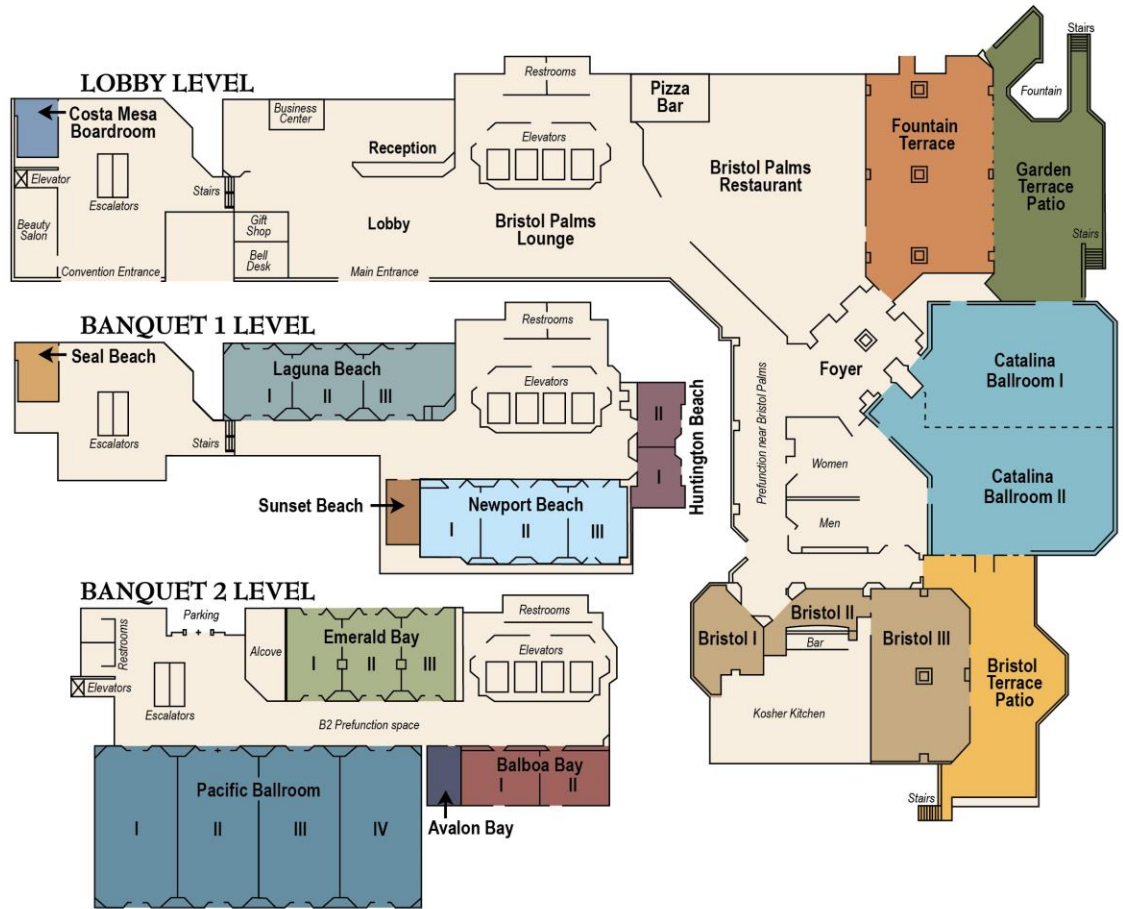 LOBBY LEVEL
Costa Mesa
Boardroom
Elevator
Escalators
Beauty
Salon
Convention Entrance
Stairs
Business
Center
Reception
Gift
Shop
Bell
Desk
Lobby
Main Entrance
Restrooms
Elevators
Bristol Palms
Lounge
Pizza
Bar
Bristol Palms
Restaurant
Fountain
Terrace
Stairs
Fountain
Garden
Terrace
Patio
Stairs
Foyer
Catalina
Ballroom I
Catalina
Ballroom II
Prefunction near Bristol Palms
Women
Men
Bristol I
Bristol II
Bar
Bristol III
Kosher Kitchen
Bristol
Terrace
Patio
Stairs
BANQUET 1 LEVEL
Seal Beach
Escalators
Stairs
Laguna Beach
I
II
III
Restrooms
Elevators
II
I
Huntington Beach
Sunset Beach
Newport Beach
I
II
III
BANQUET 2 LEVEL
Restrooms
Parking
Elevators
Escalators
Alcove
Emerald Bay
I
II
III
Restrooms
Elevators
B2 Prefunction space
Pacific Ballroom
I
II
III
IV
Balboa Bay
I
II
Avalon Bay